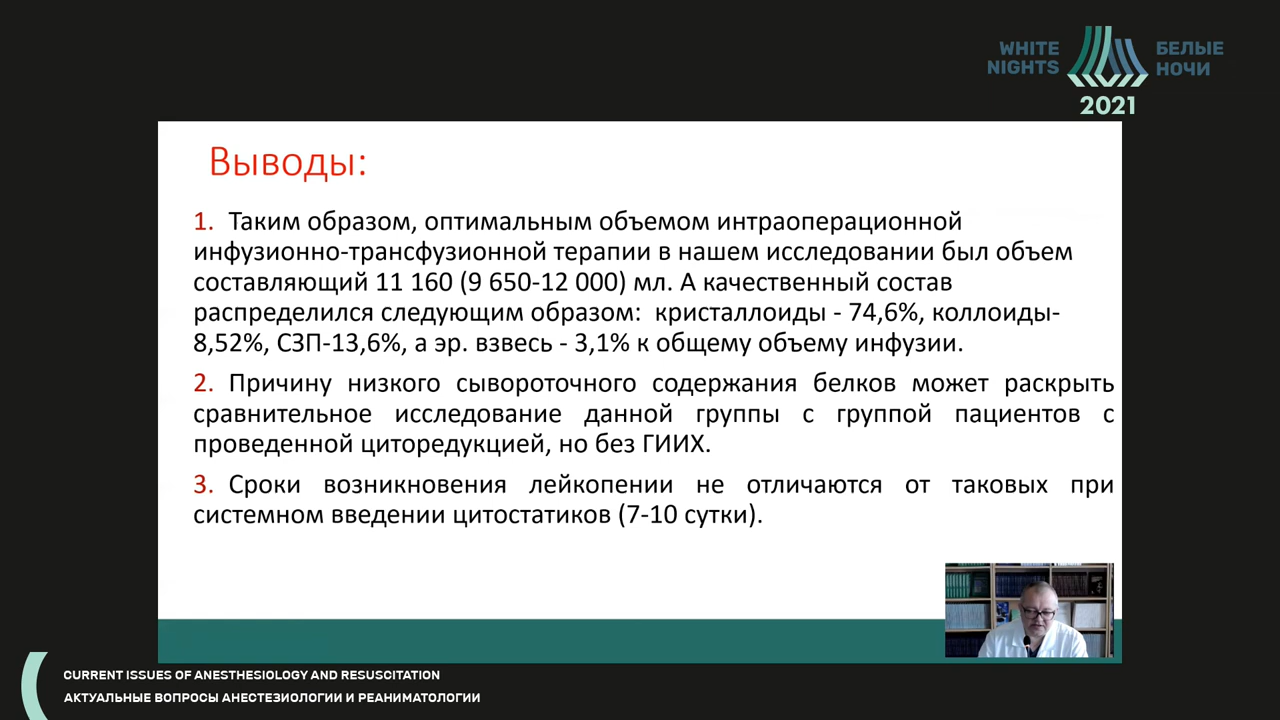 WHITE NIGHTS
БЕЛЫЕ НОЧИ
2021
Выводы:
1. Таким образом, оптимальным объемом интраоперационной
инфузионно-трансфузионной терапии в нашем исследовании был объем
составляющий 11 160 (9 650-12 000) мл. А качественный состав
распределился следующим образом: кристаллоиды - 74,6%, коллоиды-
8,52%, СЗП-13,6%, а эр. взвесь - 3,1% к общему объему инфузии.
2. Причину низкого сывороточного содержания белков может раскрыть
сравнительное исследование данной группы с группой пациентов с
проведенной циторедукцией, но без ГИИХ.
3. Сроки возникновения лейкопении не отличаются от таковых при
системном введении цитостатиков (7-10 сутки).
CURRENT ISSUES OF ANESTHESIOLOGY AND RESUSCITATION
АКТУАЛЬНЫЕ ВОПРОСЫ АНЕСТЕЗИОЛОГИИ И РЕАНИМАТОЛОГИИ